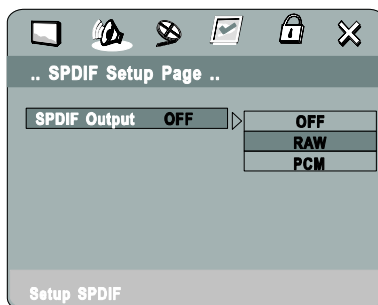 .. SPDIF Setup Page ..
SPDIF Output OFF OFF
RAW
PCM
Setup SPDIF